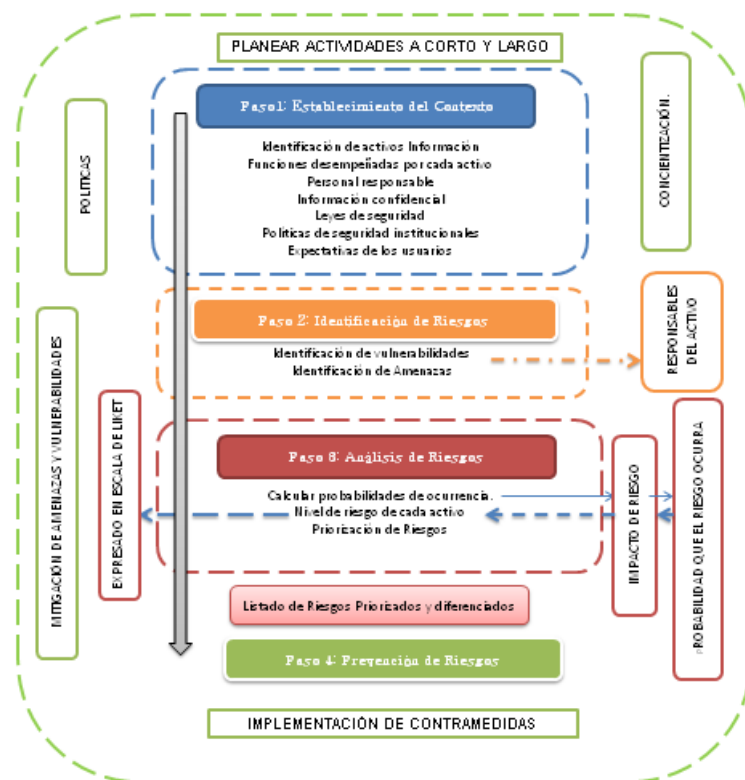 PLANEAR ACTIVIDADES A CORTO Y LARGO
Paso1: Establecimiento del Contexto
Identificación de activos Información
Funciones desempeñadas por cada activo
Personal responsable
Información confidencial
Leyes de seguridad
Políticas de seguridad institucionales
Expectativas de los usuarios
POLITICAS
CONCIENTIZACIÓN.
Paso 2: Identificación de Riesgos
Identificación de vulnerabilidades
Identificación de Amenazas
RESPONSABLES
DEL ACTIVO
MITIGACIÓN DE AMENAZAS Y VULNERABILIDADES
EXPRESADO EN ESCALA DE LIKET
Paso 3: Análisis de Riesgos
Calcular probabilidades de ocurrencia.
Nivel de riesgo de cada activo
Priorización de Riesgos
IMPACTO DE RIESGO
PROBABILIDAD QUE EL RIESGO OCURRA
Listado de Riesgos Priorizados y diferenciados
Paso 4: Prevención de Riesgos
IMPLEMENTACIÓN DE CONTRAMEDIDAS